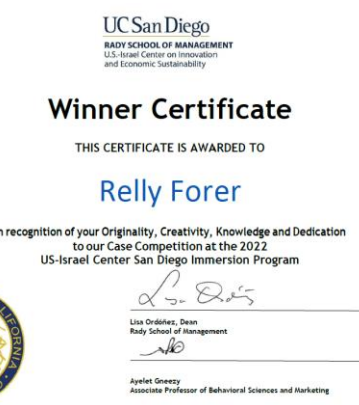 UC San Diego
RADY SCHOOL OF MANAGEMENT
U.S.-Israel Center on Innovation
and Economic Sustainability
Winner Certificate
THIS CERTIFICATE IS AWARDED TO
Relly Forer
n recognition of your Originality, Creativity, Knowledge and Dedication
to our Case Competition at the 2022
US-Israel Center San Diego Immersion Program
Lisa Ordóñez, Dean
Rady School of Management
Ayelet Gneezy
Associate Professor of Behavioral Sciences and Marketing
LIFORNIA